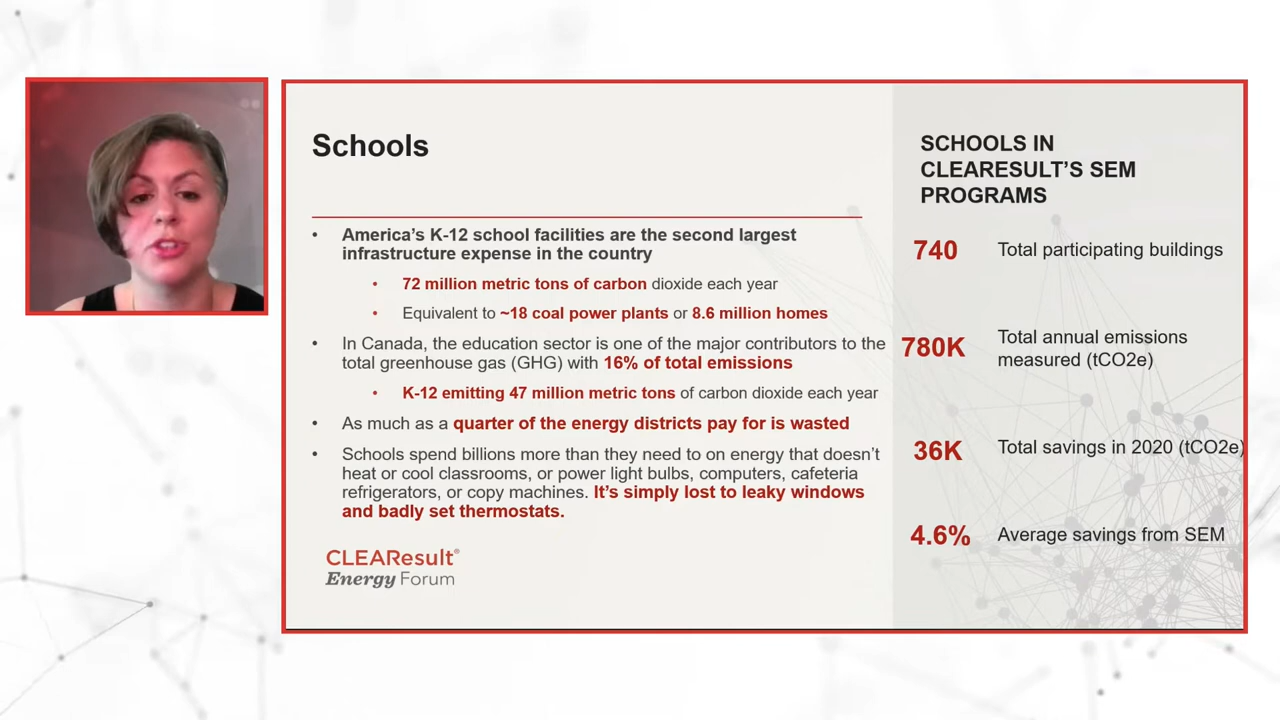 Schools
• America’s K-12 school facilities are the second largest
infrastructure expense in the country
• 72 million metric tons of carbon dioxide each year
• Equivalent to ~18 coal power plants or 8.6 million homes
• In Canada, the education sector is one of the major contributors to the
total greenhouse gas (GHG) with 16% of total emissions
• K-12 emitting 47 million metric tons of carbon dioxide each year
• As much as a quarter of the energy districts pay for is wasted
• Schools spend billions more than they need to on energy that doesn’t
heat or cool classrooms, or power light bulbs, computers, cafeteria
refrigerators, or copy machines. It’s simply lost to leaky windows
and badly set thermostats.
CLEAResult®
Energy Forum
SCHOOLS IN
CLEARESULT’S SEM
PROGRAMS
740 Total participating buildings
780K Total annual emissions
measured (tCO2e)
36K Total savings in 2020 (tCO2e)
4.6% Average savings from SEM